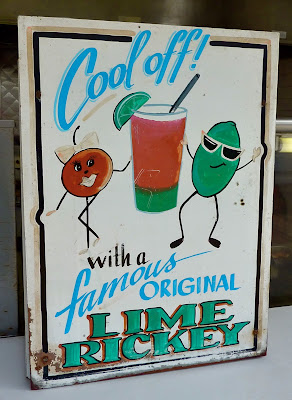 Cool off!
with a
famous ORIGINAL
LIME
RICKEY